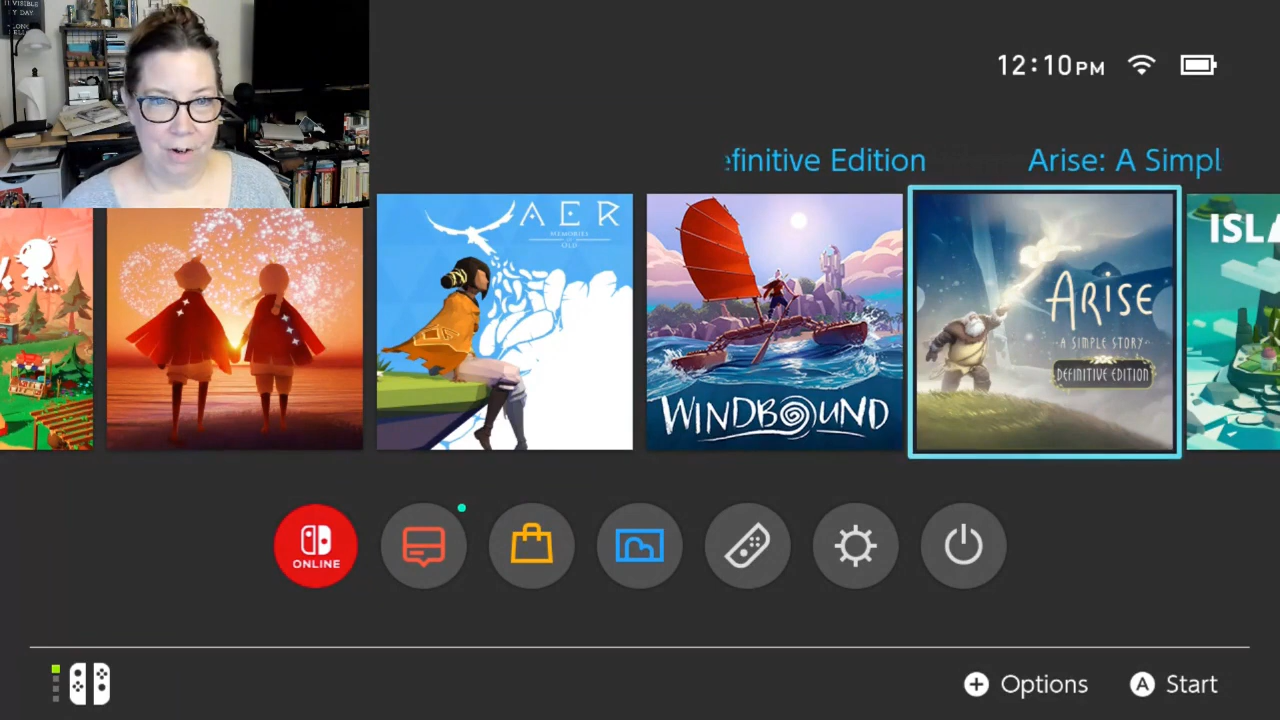 12:10PM
finitive Edition Arise: A Simpl
AER
MEMORIES
OF
OLD
WINDBOUND
ARISE
A SIMPLE STORY
DEFINITIVE EDITION
ISLA
ONLINE
Options
Start